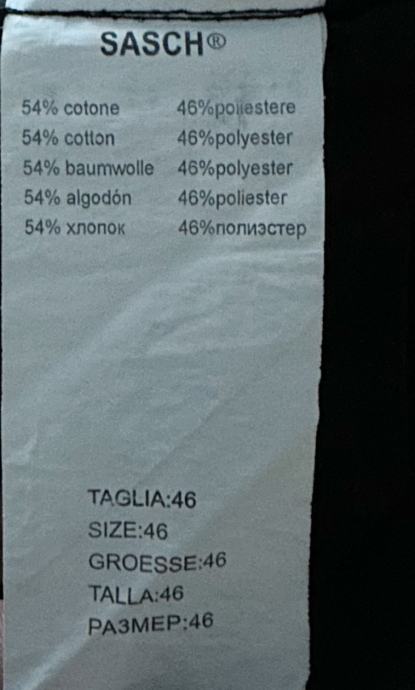 SASCH®
54% cotone 46%poliestere
54% cotton 46%polyester
54% baumwolle 46%polyester
54% algodón 46%poliester
54% хлопок 46%полиэстер
TAGLIA:46
SIZE:46
GROESSE:46
TALLA:46
РАЗМЕР:46